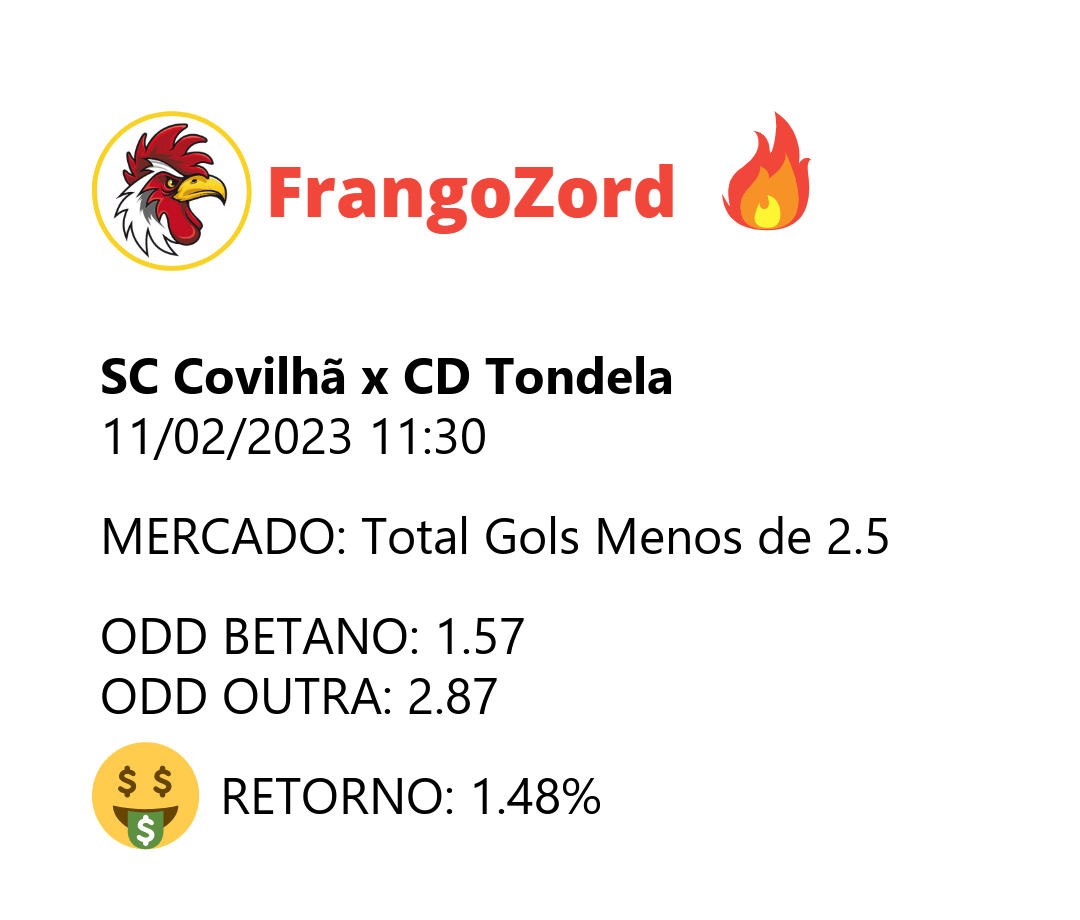 FrangoZord
SC Covilhã x CD Tondela
11/02/2023 11:30
MERCADO: Total Gols Menos de 2.5
ODD BETANO: 1.57
ODD OUTRA: 2.87
RETORNO: 1.48%